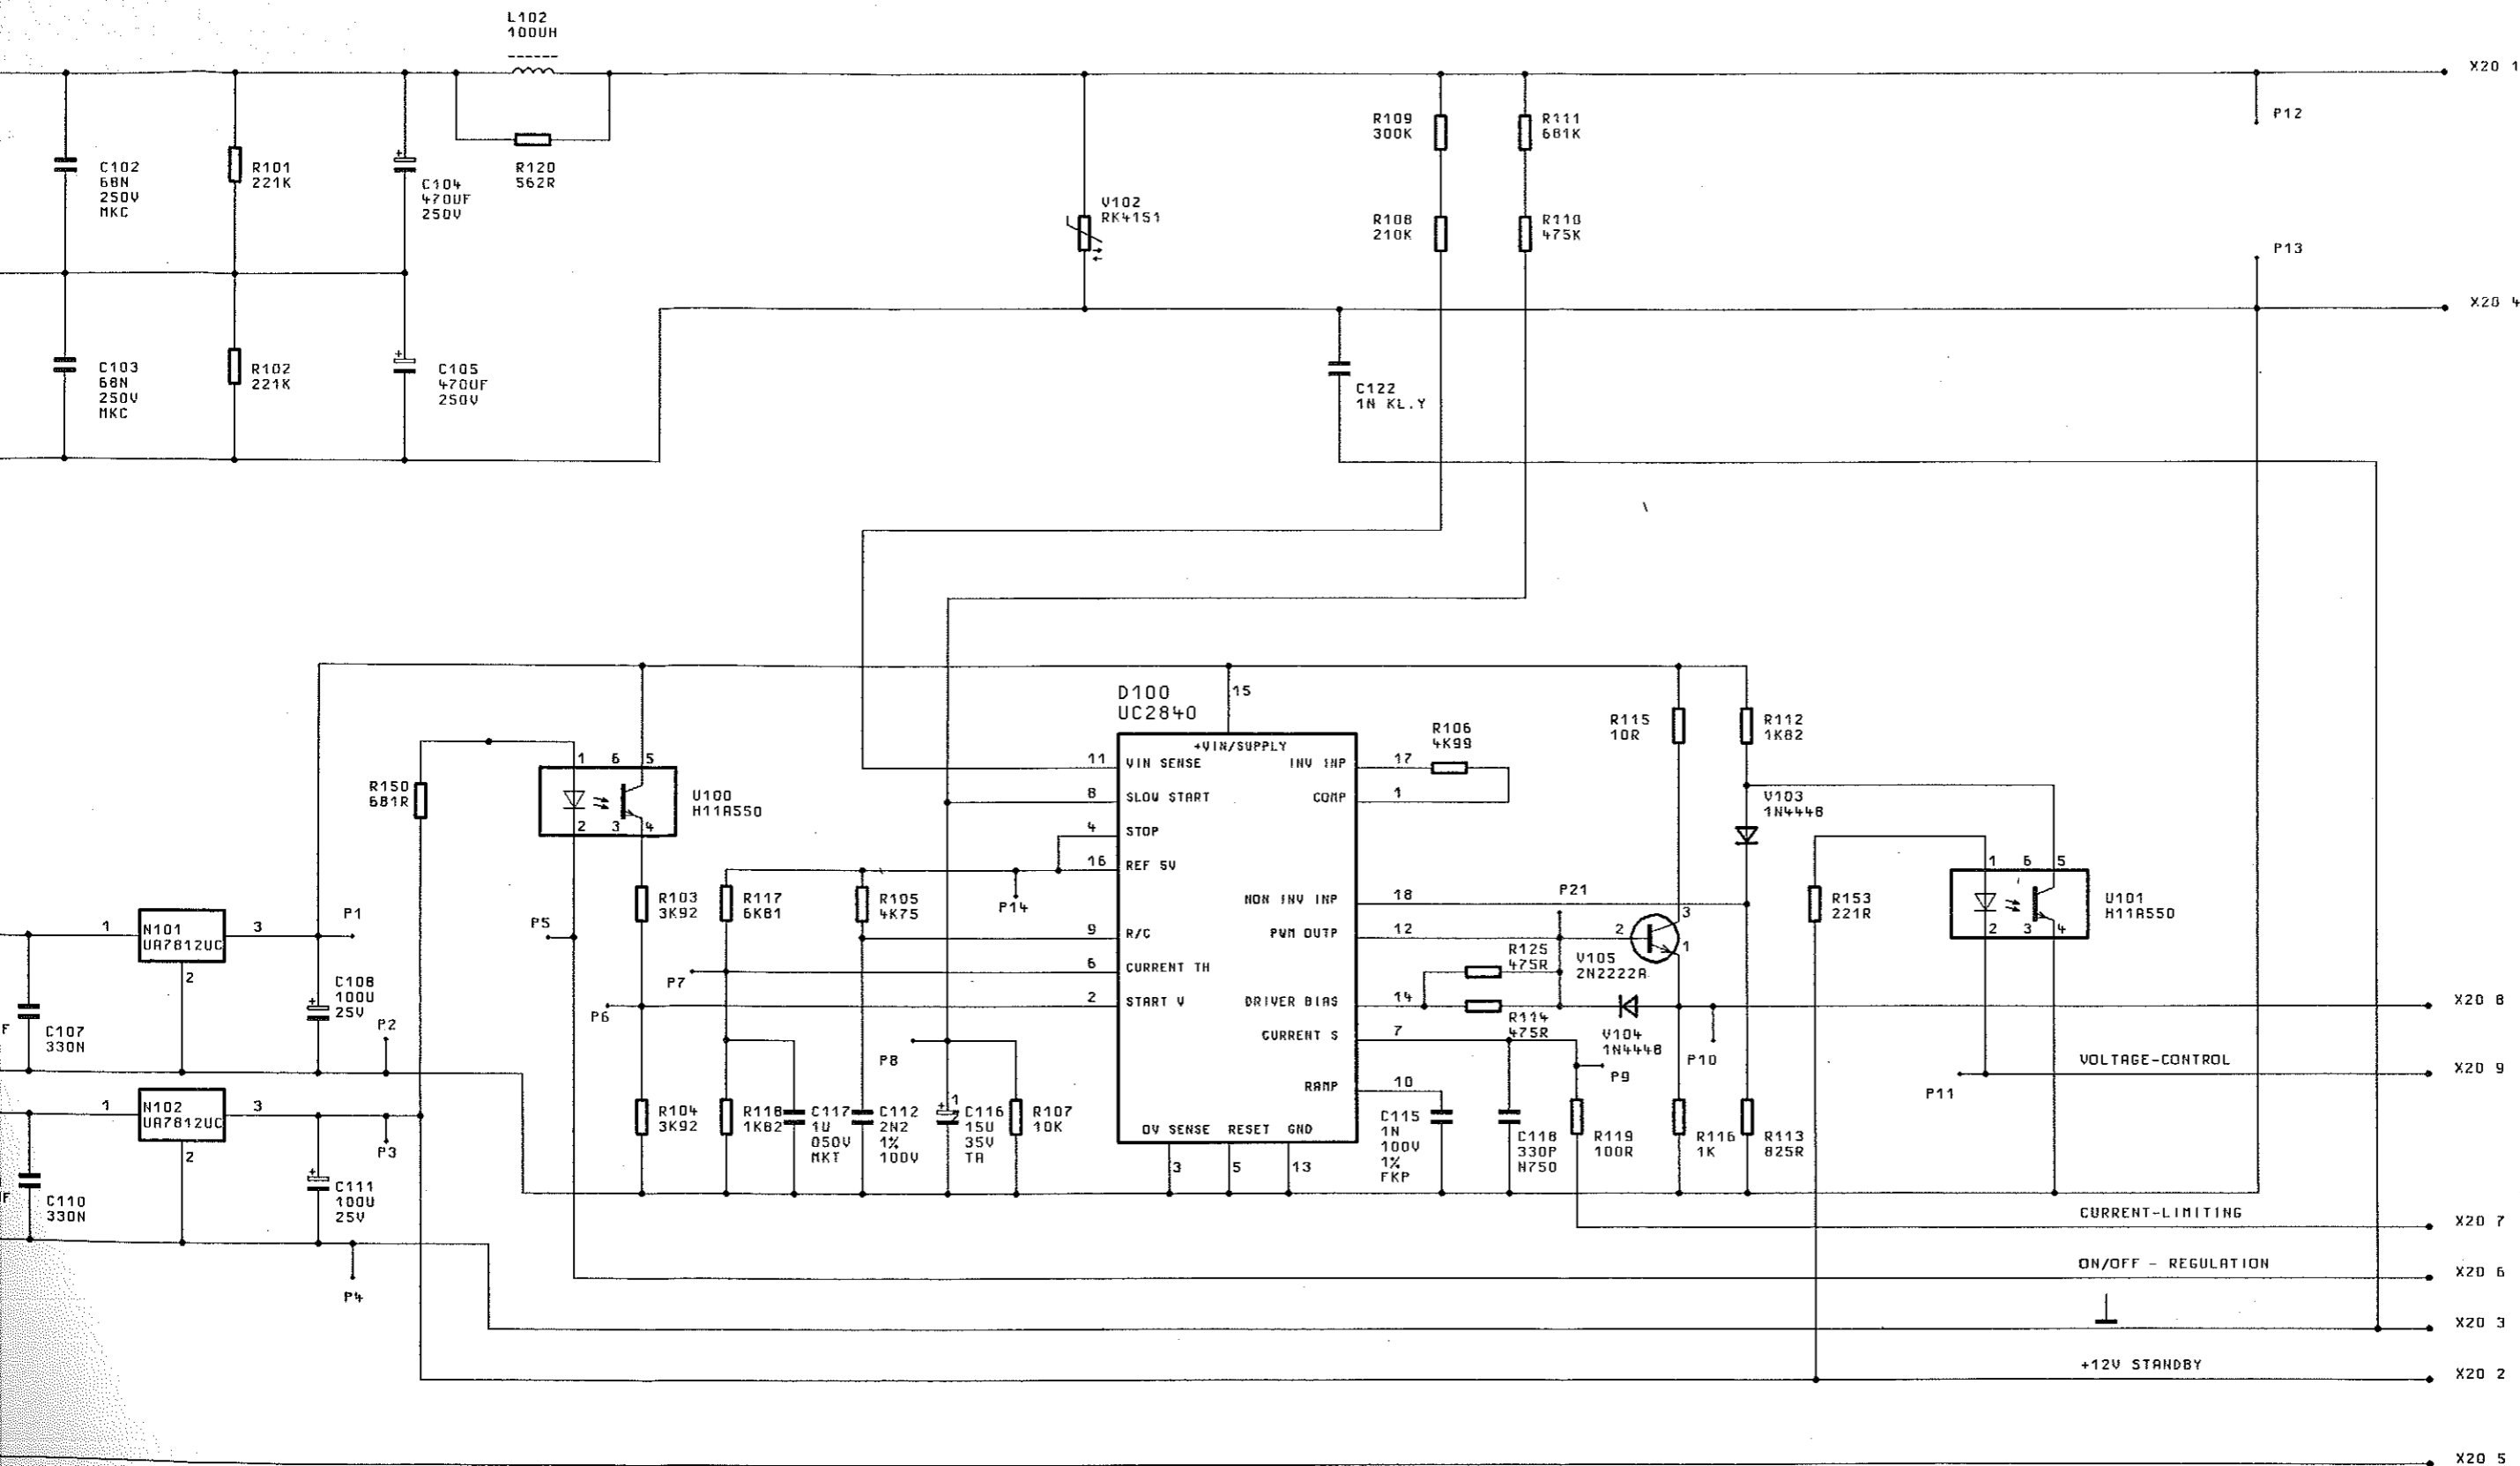 L102
100UH
X20 1
P12
R109
300K
R111
681K
C102
68N
250V
MKC
R101
221K
C104
470UF
250V
R120
562R
V102
RK4151
R108
210K
R110
475K
P13
X20 4
C103
68N
250V
MKC
R102
221K
C105
470UF
250V
C122
1N KL.Y
D100
UC2840
15
+VIN/SUPPLY
R106
4K99
R115
10R
R112
1K82
R150
681R
1 6 5
2 3 4
U100
H11A550
11 VIN SENSE
INV INP 17
8 SLOW START
COMP 1
4 STOP
16 REF 5V
V103
1N4448
1 6 5
2 3 4
U101
H11A550
R153
221R
R103
3K92
R117
6K81
R105
4K75
P14
NON INV INP 18
P21
1
N101
UA7812UC
3
2
P1
P5
9 R/C
PWM OUTP 12
2
3
1
R125
475R
V105
2N2222A
P7
6 CURRENT TH
P6
2 START V
DRIVER BIAS 14
X20 8
C108
100U
25V
P2
F
C107
330N
R114
475R
V104
1N4448
P10
CURRENT S 7
P8
P9
VOLTAGE-CONTROL
X20 9
P11
RAMP 10
1
N102
UA7812UC
3
2
P3
R104
3K92
R118
1K82
C117
1U
050V
MKT
C112
2N2
1%
100V
1
2
C116
15U
35V
TA
R107
10K
OV SENSE RESET GND
3 5 13
C115
1N
100V
1%
FKP
C118
330P
N750
R119
100R
R116
1K
R113
825R
F
C110
330N
C111
100U
25V
P4
CURRENT-LIMITING
X20 7
ON/OFF - REGULATION
X20 6
X20 3
+12V STANDBY
X20 2
X20 5